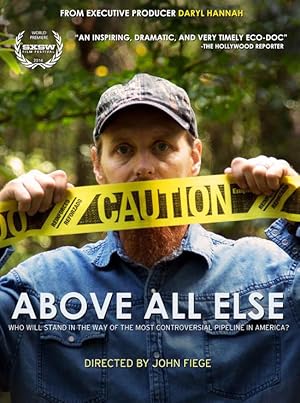 FROM EXECUTIVE PRODUCER DARYL HANNAH
WORLD
PREMIERE
SXSW
FILM FESTIVAL
2014
"AN INSPIRING, DRAMATIC, AND VERY TIMELY ECO-DOC"
-THE HOLLYWOOD REPORTER
CAUTION
REINFORCED
REFORZADO
ABOVE ALL ELSE
WHO WILL STAND IN THE WAY OF THE MOST CONTROVERSIAL PIPELINE IN AMERICA?
DIRECTED BY JOHN FIEGE